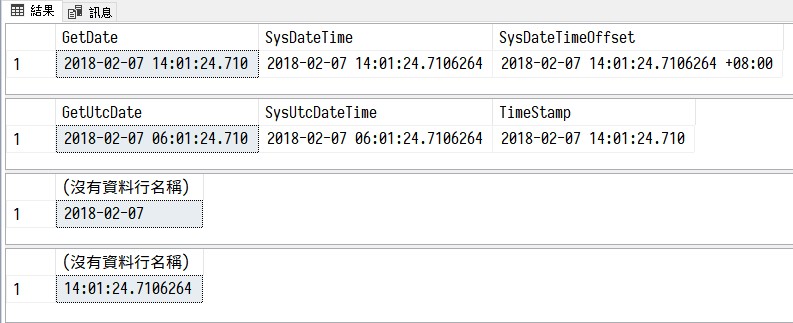 結果 訊息
GetDate SysDateTime SysDateTimeOffset
1 2018-02-07 14:01:24.710 2018-02-07 14:01:24.7106264 2018-02-07 14:01:24.7106264 +08:00
GetUtcDate SysUtcDateTime TimeStamp
1 2018-02-07 06:01:24.710 2018-02-07 06:01:24.7106264 2018-02-07 14:01:24.710
(沒有資料行名稱)
1 2018-02-07
(沒有資料行名稱)
1 14:01:24.7106264